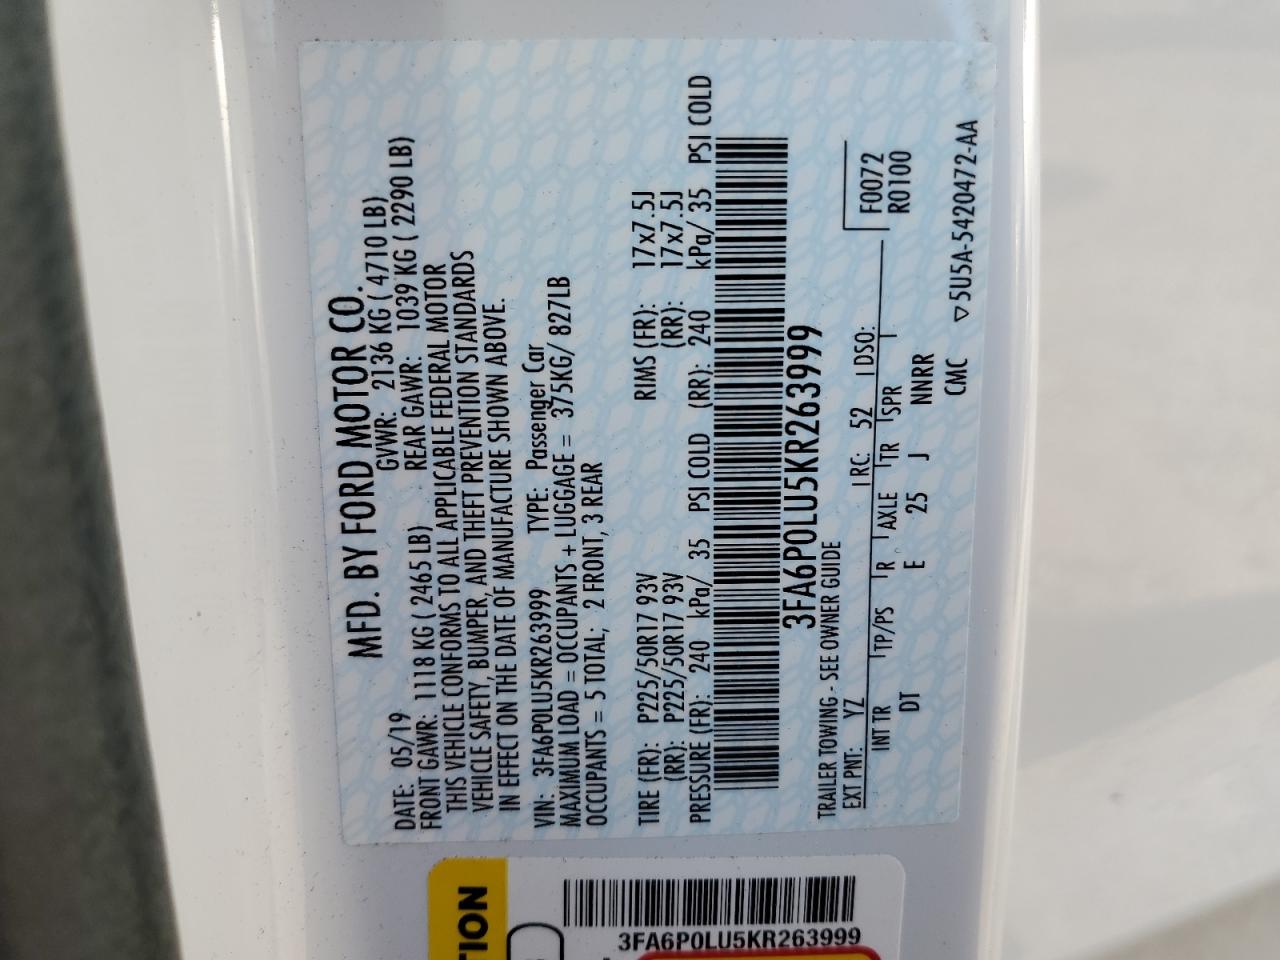 MFD. BY FORD MOTOR CO.
DATE: 05/19 GVWR: 2136 KG ( 4710 LB)
FRONT GAWR: 1118 KG ( 2465 LB) REAR GAWR: 1039 KG ( 2290 LB)
THIS VEHICLE CONFORMS TO ALL APPLICABLE FEDERAL MOTOR
VEHICLE SAFETY, BUMPER, AND THEFT PREVENTION STANDARDS
IN EFFECT ON THE DATE OF MANUFACTURE SHOWN ABOVE.
VIN: 3FA6P0LU5KR263999 TYPE: Passenger Car
MAXIMUM LOAD = OCCUPANTS + LUGGAGE = 375KG/ 827LB
OCCUPANTS = 5 TOTAL, 2 FRONT, 3 REAR
TIRE (FR): P225/50R17 93V RIMS (FR): 17x7.5J
(RR): P225/50R17 93V (RR): 17x7.5J
PRESSURE (FR): 240 kPa/ 35 PSI COLD (RR): 240 kPa/ 35 PSI COLD
3FA6P0LU5KR263999
TRAILER TOWING - SEE OWNER GUIDE
F0072
EXT PNT: YZ RC: 52 DSO: R0100
INT TR TP/PS R AXLE TR SPR
DT E 25 J NNRR
CMC ▽5U5A-5420472-AA
TION
3FA6P0LU5KR263999